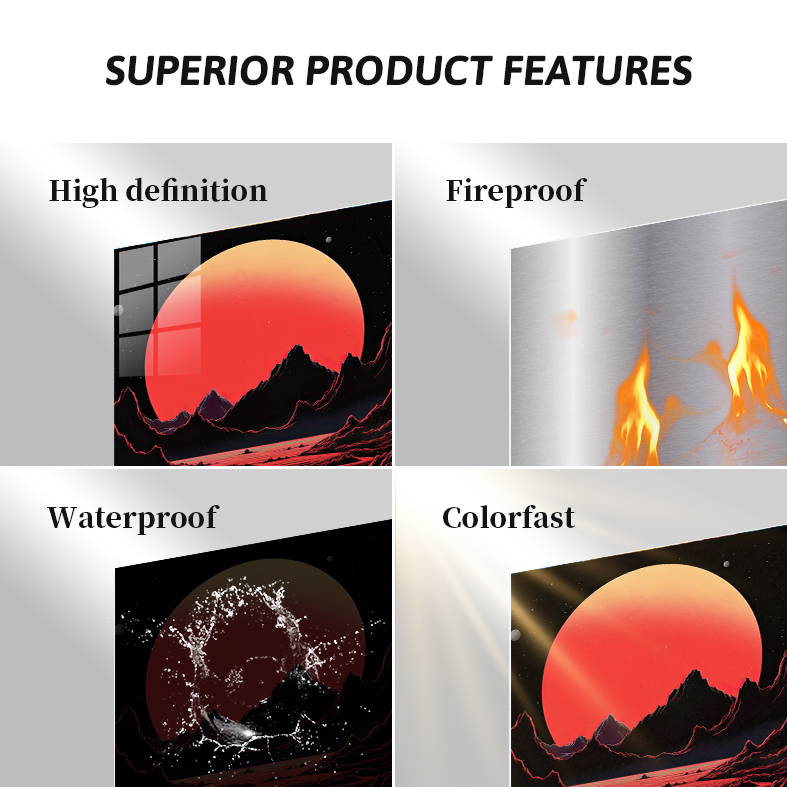 SUPERIOR PRODUCT FEATURES
High definition
Fireproof
Waterproof
Colorfast